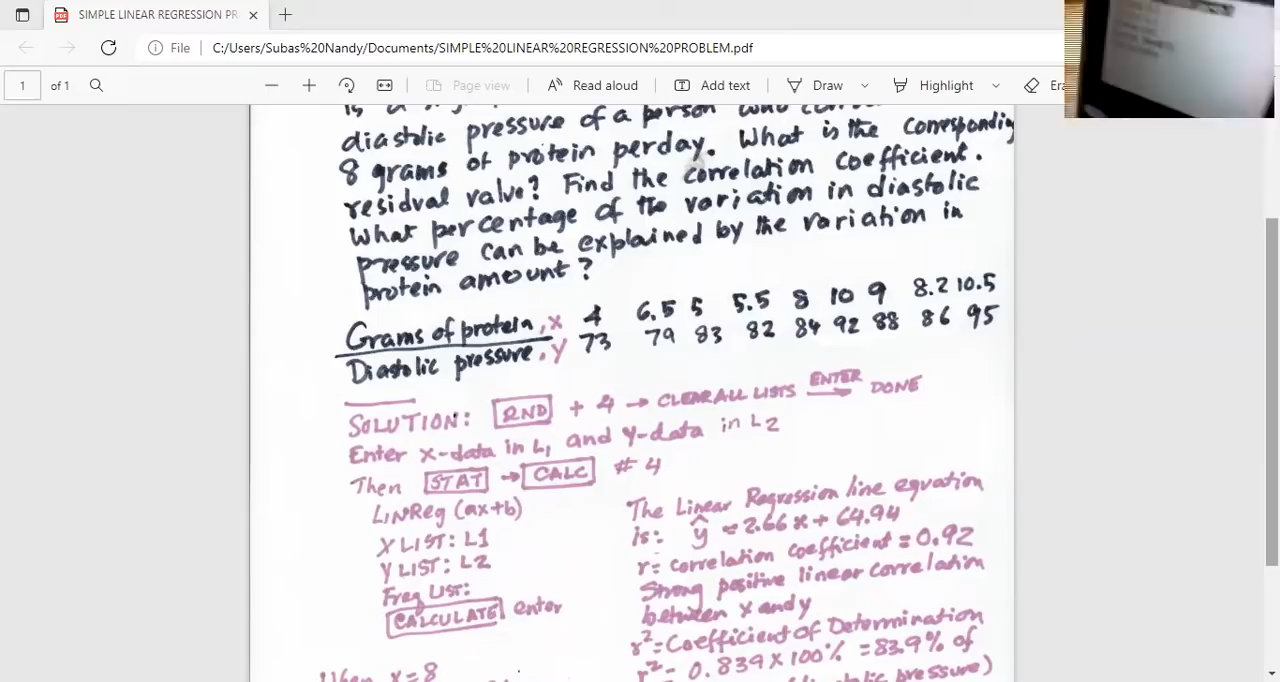 SIMPLE LINEAR REGRESSION PR
File C:/Users/Subas%20Nandy/Documents/SIMPLE%20LINEAR%20REGRESSION%20PROBLEM.pdf
1 of 1 Page view Read aloud Add text Draw Highlight Era
diastolic pressure of a person who
8 grams of protein perday. What is the corresponding
residual value? Find the correlation coefficient.
What percentage of the variation in diastolic
pressure can be explained by the variation in
protein amount?
Grams of protein, x 4 6.5 5 5.5 8 10 9 8.2 10.5
Diastolic pressure, y 73 79 83 82 84 92 88 86 95
SOLUTION: 2ND + 4 → CLEAR ALL LISTS ENTER DONE
Enter x-data in L1 and Y-data in L2
Then STAT → CALC # 4
LINReg (ax+b)
X LIST: L1
Y LIST: L2
Freq LIST:
CALCULATE enter
When x = 8
The Linear Regression line equation
is: ŷ = 2.66x + 64.94
r = correlation coefficient = 0.92
Strong positive linear correlation
between x and y
r² = Coefficient of Determination
r² = 0.839 X 100% = 83.9% of
diastolic pressure)